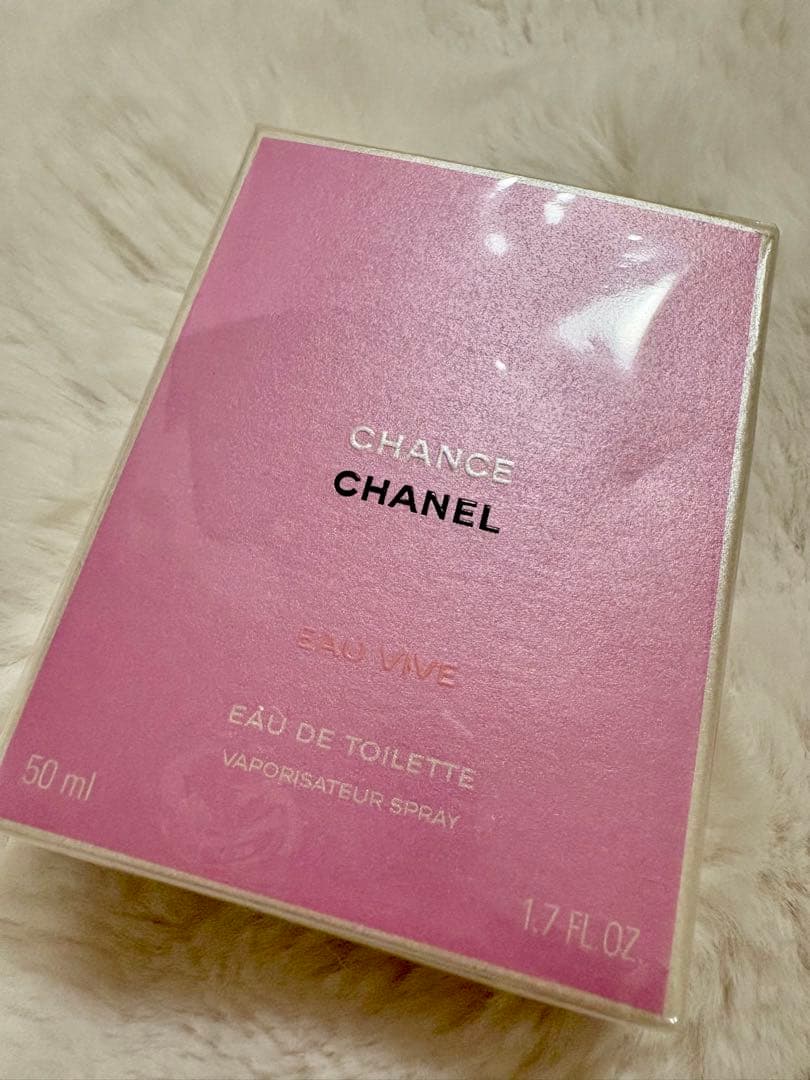 CHANCE
CHANEL
EAU VIVE
EAU DE TOILETTE
VAPORISATEUR SPRAY
50 ml
1.7 FL. OZ.